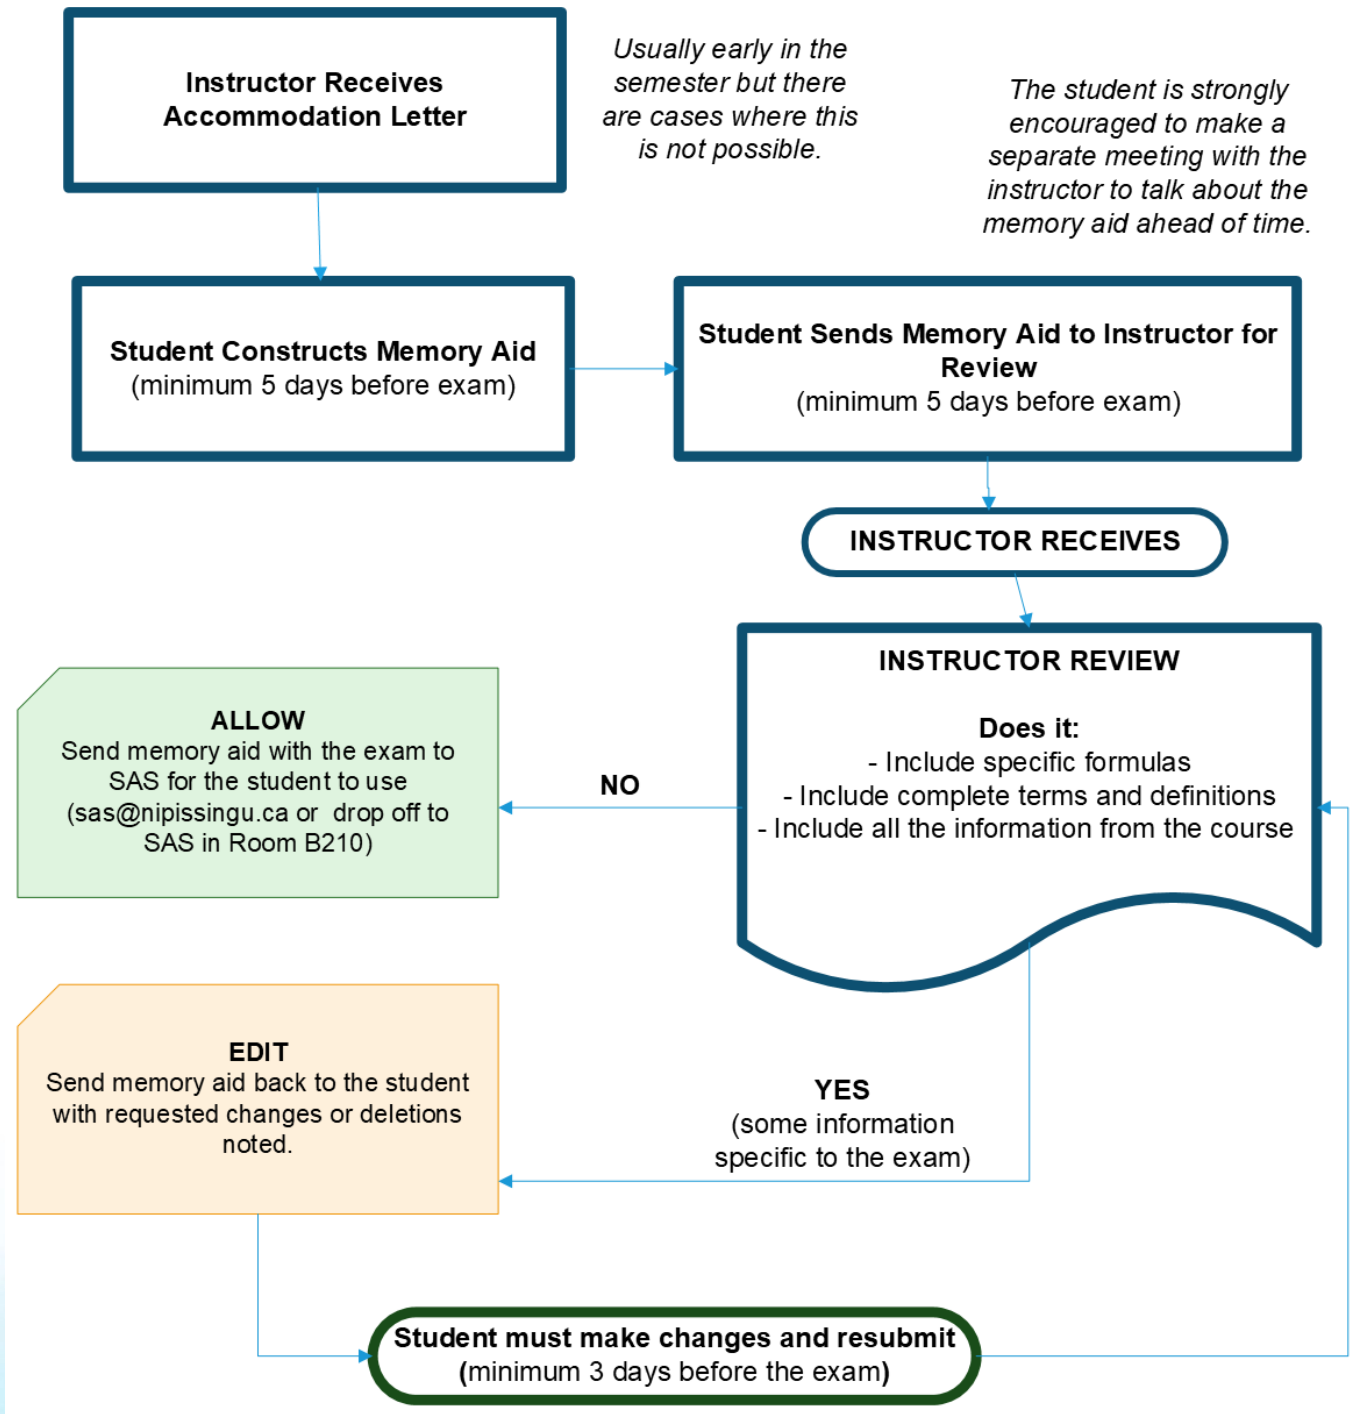 Instructor Receives
Accommodation Letter
Usually early in the
semester but there
are cases where this
is not possible.
The student is strongly
encouraged to make a
separate meeting with the
instructor to talk about the
memory aid ahead of time.
Student Constructs Memory Aid
(minimum 5 days before exam)
Student Sends Memory Aid to Instructor for
Review
(minimum 5 days before exam)
INSTRUCTOR RECEIVES
INSTRUCTOR REVIEW
Does it:
- Include specific formulas
- Include complete terms and definitions
- Include all the information from the course
NO
ALLOW
Send memory aid with the exam to
SAS for the student to use
(sas@nipissingu.ca or drop off to
SAS in Room B210)
YES
(some information
specific to the exam)
EDIT
Send memory aid back to the student
with requested changes or deletions
noted.
Student must make changes and resubmit
(minimum 3 days before the exam)